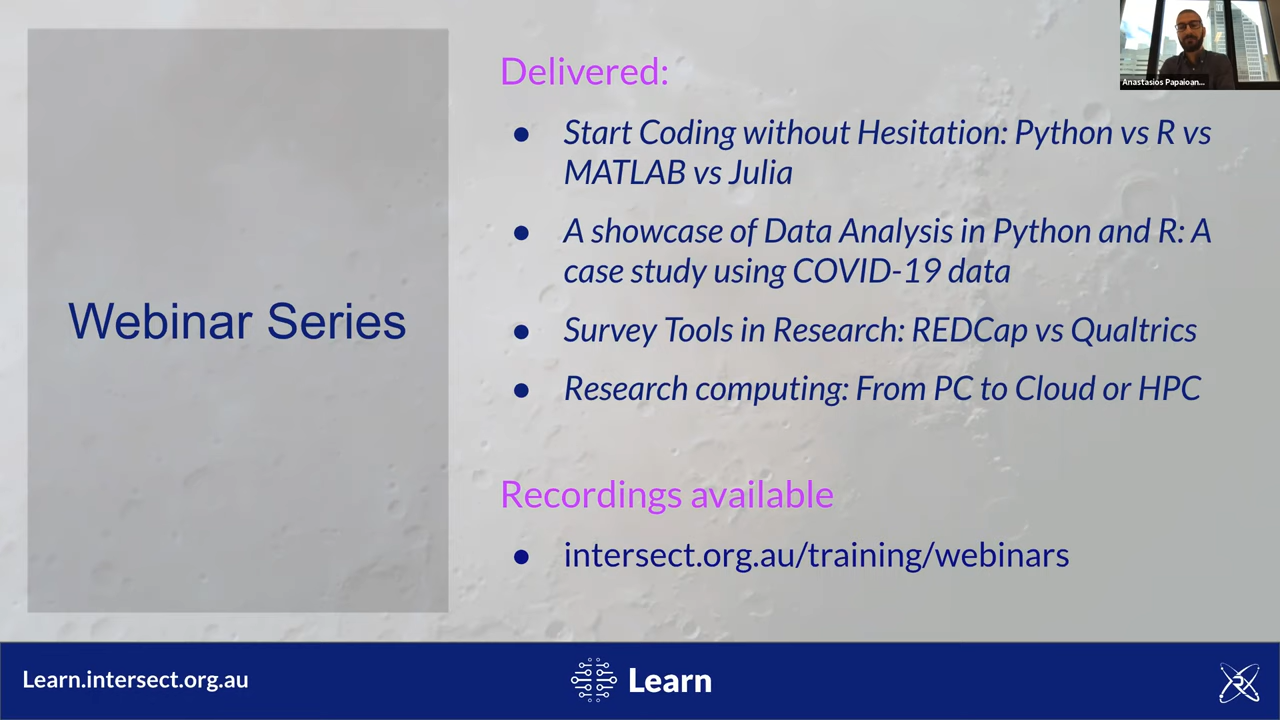 Webinar Series
Delivered:
● Start Coding without Hesitation: Python vs R vs
MATLAB vs Julia
● A showcase of Data Analysis in Python and R: A
case study using COVID-19 data
● Survey Tools in Research: REDCap vs Qualtrics
● Research computing: From PC to Cloud or HPC
Recordings available
● intersect.org.au/training/webinars
Anastasios Papaioan...
Learn.intersect.org.au
Learn